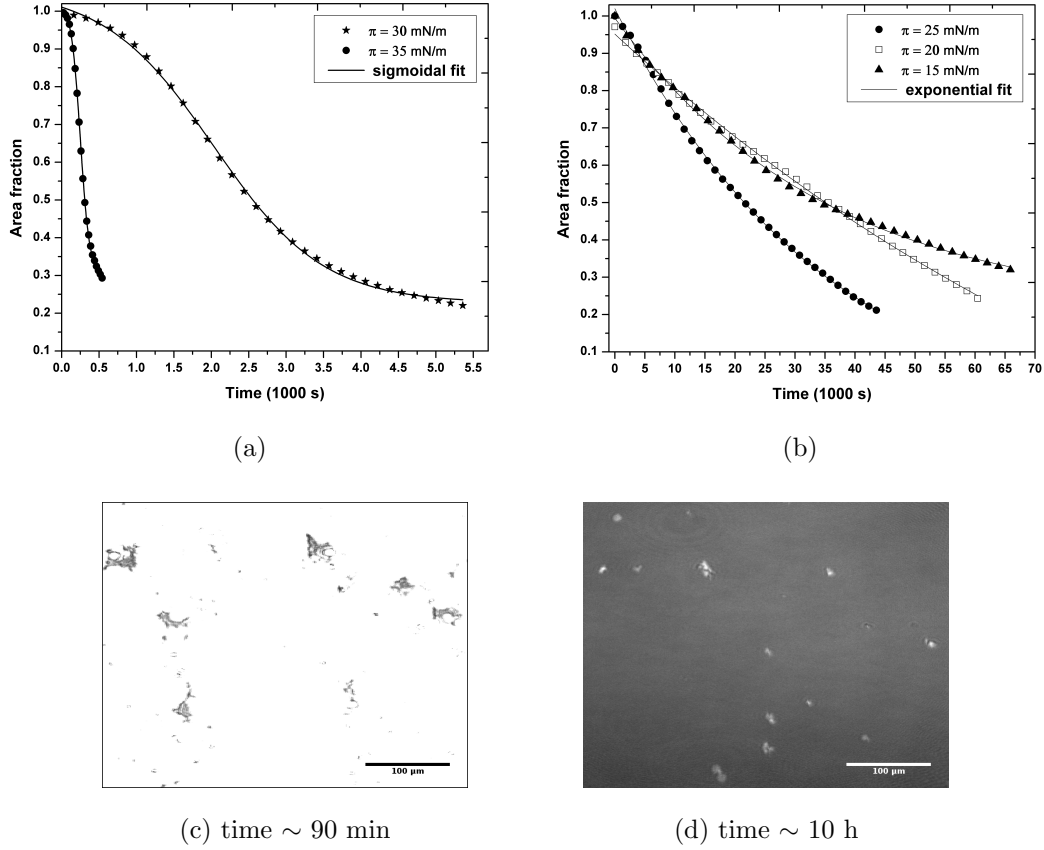 1.0
0.9
0.8
0.7
0.6
0.5
0.4
0.3
0.2
0.1
Area fraction
0.0 0.5 1.0 1.5 2.0 2.5 3.0 3.5 4.0 4.5 5.0 5.5
Time (1000 s)
π = 30 mN/m
π = 35 mN/m
sigmoidal fit
(a)
1.0
0.9
0.8
0.7
0.6
0.5
0.4
0.3
0.2
0.1
Area fraction
0 5 10 15 20 25 30 35 40 45 50 55 60 65 70
Time (1000 s)
π = 25 mN/m
π = 20 mN/m
π = 15 mN/m
exponential fit
(b)
100 µm
(c) time ∼ 90 min
100 µm
(d) time ∼ 10 h